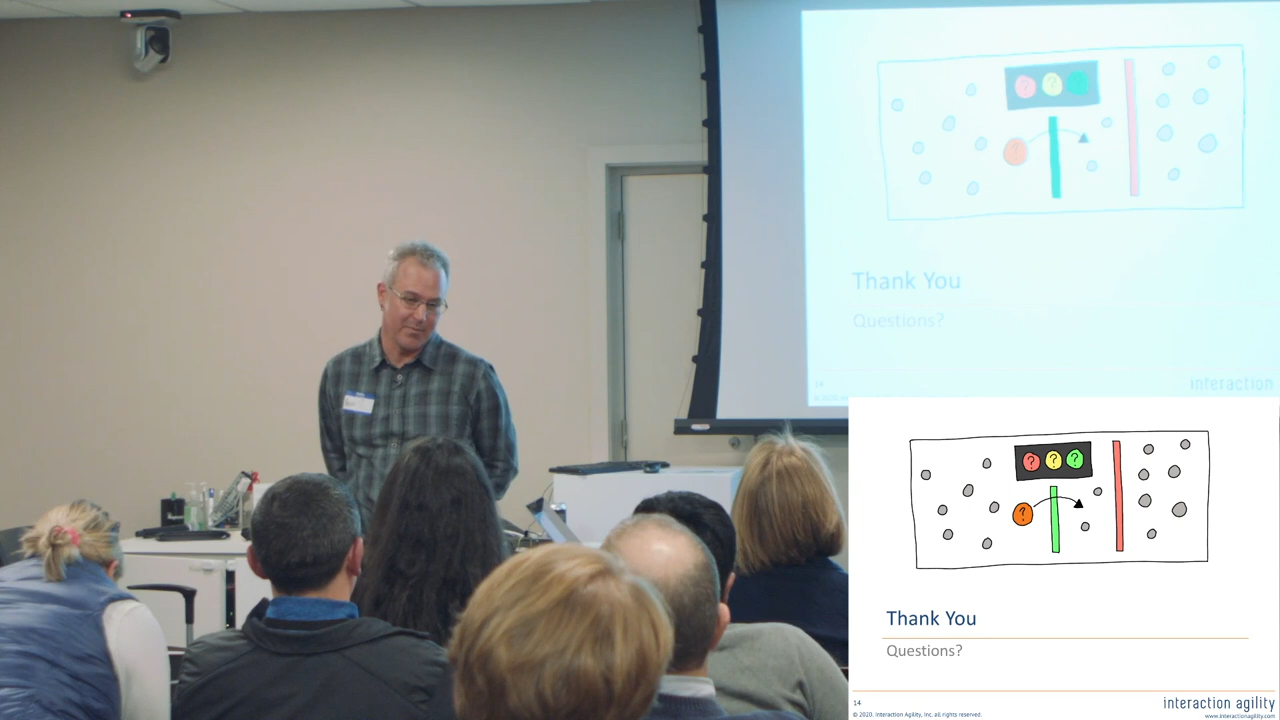 Thank You
Questions?
14
interaction
? ? ?
?
Thank You
Questions?
14
interaction agility
© 2020. Interaction Agility, Inc. all rights reserved.
www.interactionagility.com